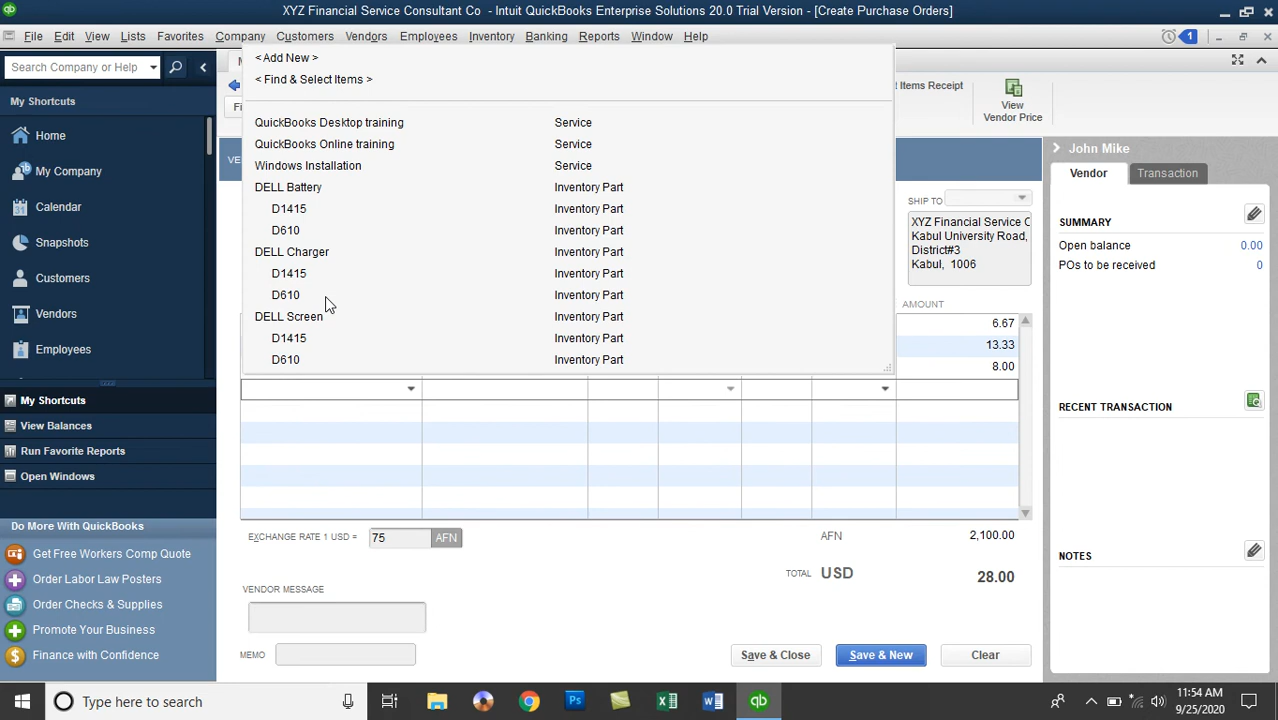 XYZ Financial Service Consultant Co - Intuit QuickBooks Enterprise Solutions 20.0 Trial Version - [Create Purchase Orders]
File Edit View Lists Favorites Company Customers Vendors Employees Inventory Banking Reports Window Help
1
Search Company or Help
My Shortcuts
Home
My Company
Calendar
Snapshots
Customers
Vendors
Employees
My Shortcuts
View Balances
Run Favorite Reports
Open Windows
Do More With QuickBooks
Get Free Workers Comp Quote
Order Labor Law Posters
Order Checks & Supplies
Promote Your Business
Finance with Confidence
M
Fi
VE
< Add New >
< Find & Select Items >
QuickBooks Desktop training Service
QuickBooks Online training Service
Windows Installation Service
DELL Battery Inventory Part
D1415 Inventory Part
D610 Inventory Part
DELL Charger Inventory Part
D1415 Inventory Part
D610 Inventory Part
DELL Screen Inventory Part
D1415 Inventory Part
D610 Inventory Part
Items Receipt
View
Vendor Price
SHIP TO
XYZ Financial Service C
Kabul University Road,
District#3
Kabul, 1006
AMOUNT
6.67
13.33
8.00
EXCHANGE RATE 1 USD = 75 AFN
AFN 2,100.00
TOTAL USD 28.00
VENDOR MESSAGE
MEMO
Save & Close Save & New Clear
John Mike
Vendor Transaction
SUMMARY
Open balance 0.00
POs to be received 0
RECENT TRANSACTION
NOTES
Type here to search
Ps
qb
11:54 AM
9/25/2020